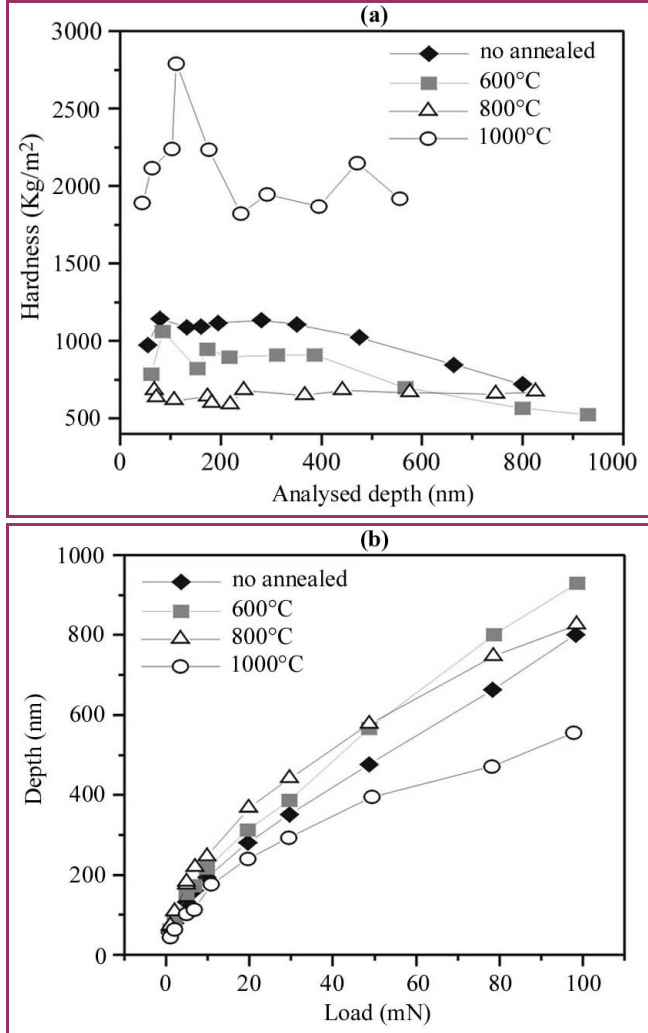 (a)
3000
2500
2000
1500
1000
500
Hardness (Kg/m²)
no annealed
600°C
800°C
1000°C
0 200 400 600 800 1000
Analysed depth (nm)
(b)
1000
800
600
400
200
0
Depth (nm)
no annealed
600°C
800°C
1000°C
0 20 40 60 80 100
Load (mN)